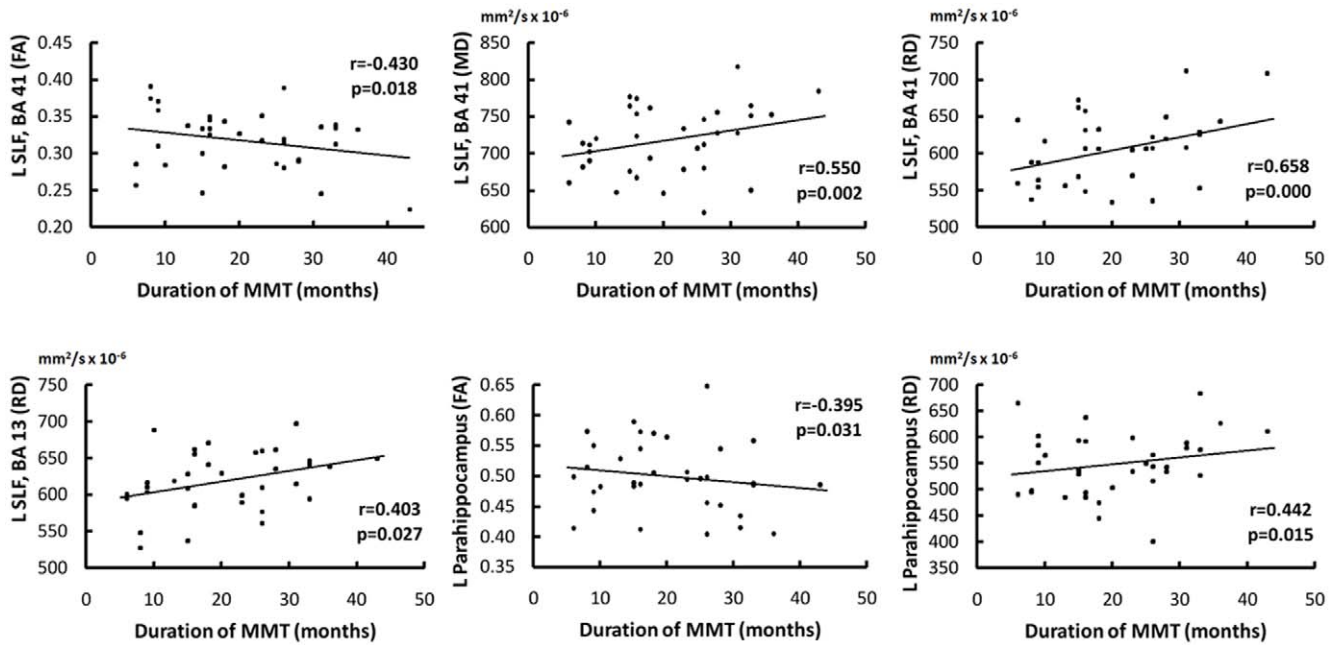 L SLF, BA 41 (FA)
0.45
0.40
0.35
0.30
0.25
0.20
r=-0.430
p=0.018
0 10 20 30 40
Duration of MMT (months)
mm²/s x 10⁻⁶
L SLF, BA 41 (MD)
850
800
750
700
650
600
r=0.550
p=0.002
0 10 20 30 40 50
Duration of MMT (months)
mm²/s x 10⁻⁶
L SLF, BA 41 (RD)
750
700
650
600
550
500
r=0.658
p=0.000
0 10 20 30 40 50
Duration of MMT (months)
mm²/s x 10⁻⁶
L SLF, BA 13 (RD)
750
700
650
600
550
500
r=0.403
p=0.027
0 10 20 30 40 50
Duration of MMT (months)
L Parahippocampus (FA)
0.65
0.60
0.55
0.50
0.45
0.40
0.35
r=-0.395
p=0.031
0 10 20 30 40 50
Duration of MMT (months)
mm²/s x 10⁻⁶
L Parahippocampus (RD)
700
650
600
550
500
450
400
350
r=0.442
p=0.015
0 10 20 30 40 50
Duration of MMT (months)